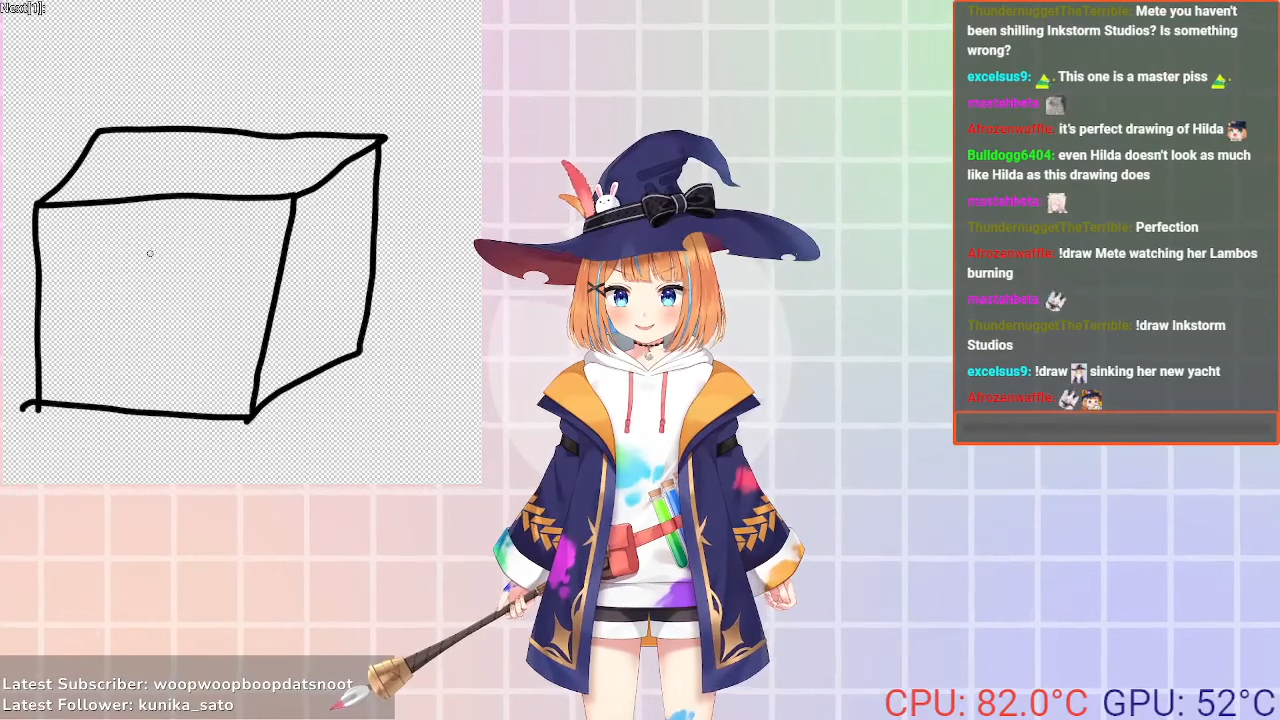 Next[1]:
ThundernuggetTheTerrible: Mete you haven't
been shilling Inkstorm Studios? Is something
wrong?
excelsus9: This one is a master piss
mastahbeta
Afrozenwaffle: it's perfect drawing of Hilda
Bulldogg6404: even Hilda doesn't look as much
like Hilda as this drawing does
mastahbeta
ThundernuggetTheTerrible: Perfection
Afrozenwaffle: !draw Mete watching her Lambos
burning
mastahbeta
ThundernuggetTheTerrible: !draw Inkstorm
Studios
excelsus9: !draw sinking her new yacht
Afrozenwaffle:
Latest Subscriber: woopwoopboopdatsnoot
Latest Follower: kunika_sato
CPU: 82.0°C GPU: 52°C